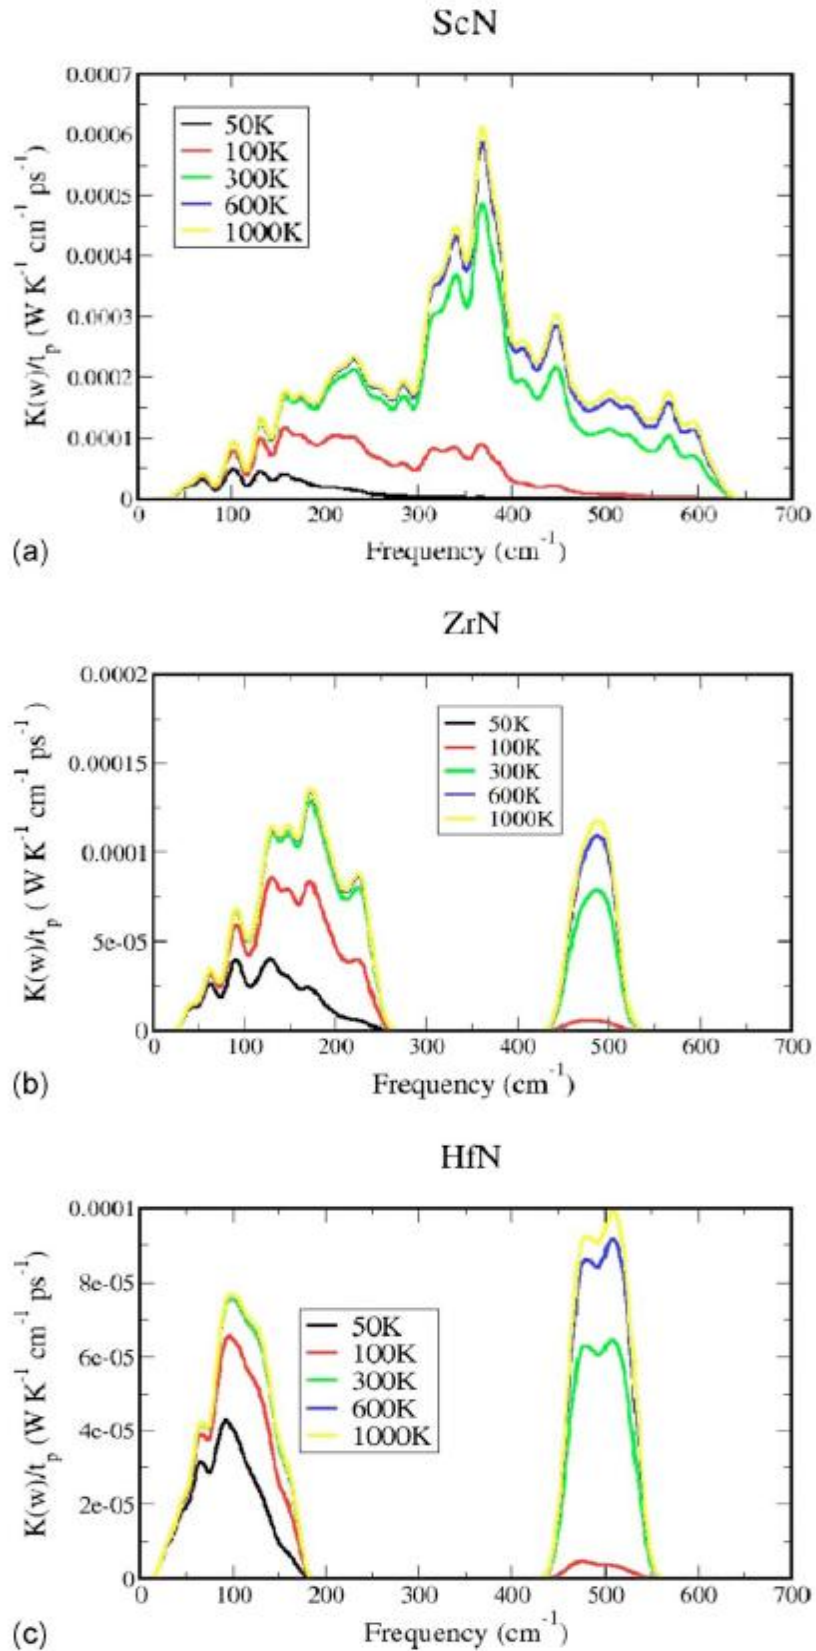 ScN
0.0007
0.0006
0.0005
0.0004
0.0003
0.0002
0.0001
0
K(w)/t_p (W K^-1 cm^-1 ps^-1)
50K
100K
300K
600K
1000K
0 100 200 300 400 500 600 700
(a) Frequency (cm^-1)
ZrN
0.0002
0.00015
0.0001
5e-05
0
K(w)/t_p ( W K^-1 cm^-1 ps^-1)
50K
100K
300K
600K
1000K
0 100 200 300 400 500 600 700
(b) Frequency (cm^-1)
HfN
0.0001
8e-05
6e-05
4e-05
2e-05
0
K(w)/t_p (W K^-1 cm^-1 ps^-1)
50K
100K
300K
600K
1000K
0 100 200 300 400 500 600 700
(c) Frequency (cm^-1)